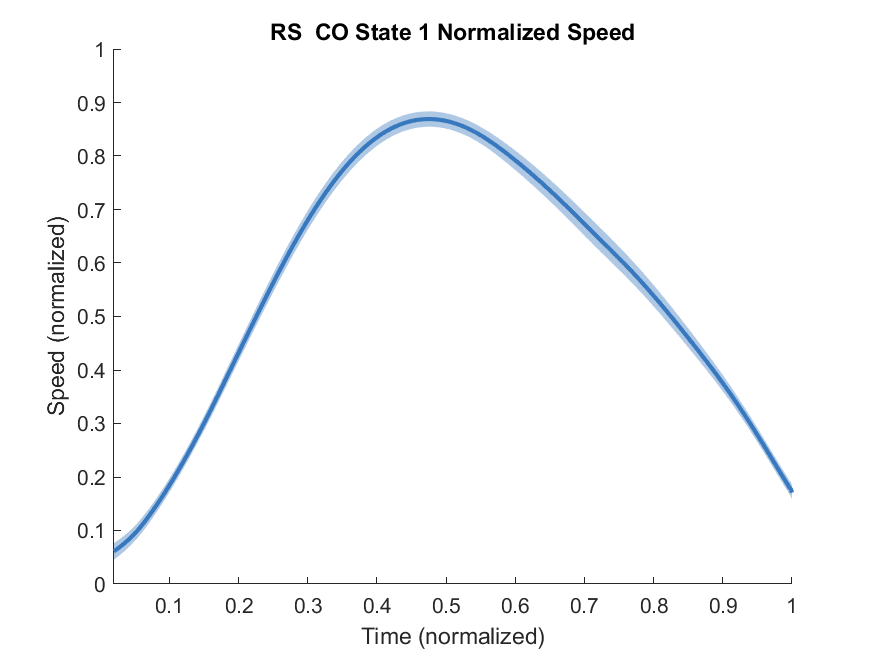 RS  CO State 1 Normalized Speed
1
0.9
0.8
0.7
0.6
0.5
0.4
0.3
0.2
0.1
0
Speed (normalized)
0.1 0.2 0.3 0.4 0.5 0.6 0.7 0.8 0.9 1
Time (normalized)